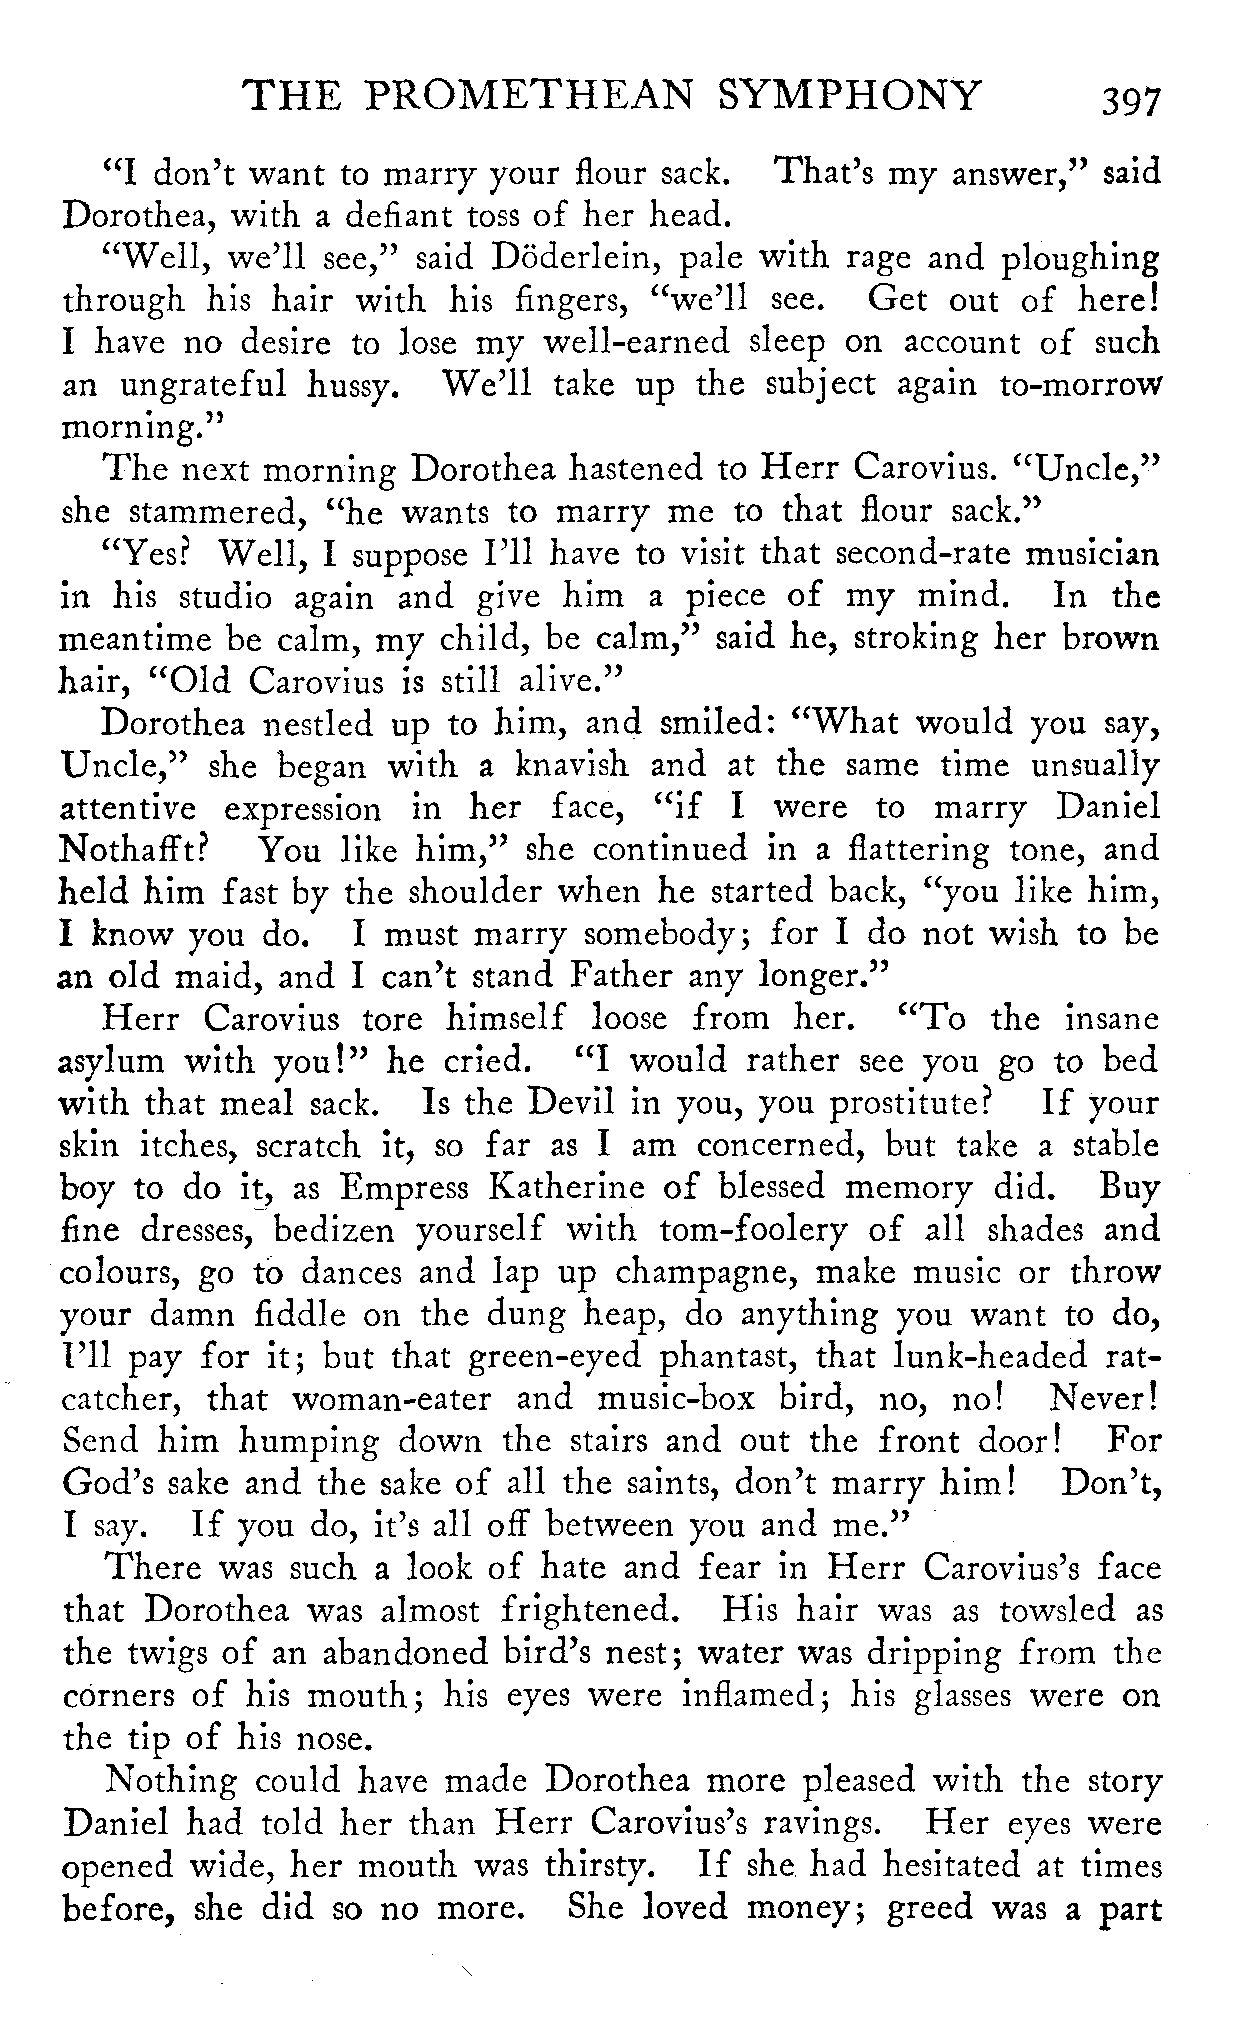 THE PROMETHEAN SYMPHONY 397
“I don’t want to marry your flour sack. That’s my answer,” said
Dorothea, with a defiant toss of her head.
“Well, we’ll see,” said Döderlein, pale with rage and ploughing
through his hair with his fingers, “we’ll see. Get out of here!
I have no desire to lose my well-earned sleep on account of such
an ungrateful hussy. We’ll take up the subject again to-morrow
morning.”
The next morning Dorothea hastened to Herr Carovius. “Uncle,”
she stammered, “he wants to marry me to that flour sack.”
“Yes? Well, I suppose I’ll have to visit that second-rate musician
in his studio again and give him a piece of my mind. In the
meantime be calm, my child, be calm,” said he, stroking her brown
hair, “Old Carovius is still alive.”
Dorothea nestled up to him, and smiled: “What would you say,
Uncle,” she began with a knavish and at the same time unsually
attentive expression in her face, “if I were to marry Daniel
Nothafft? You like him,” she continued in a flattering tone, and
held him fast by the shoulder when he started back, “you like him,
I know you do. I must marry somebody; for I do not wish to be
an old maid, and I can’t stand Father any longer.”
Herr Carovius tore himself loose from her. “To the insane
asylum with you!” he cried. “I would rather see you go to bed
with that meal sack. Is the Devil in you, you prostitute? If your
skin itches, scratch it, so far as I am concerned, but take a stable
boy to do it, as Empress Katherine of blessed memory did. Buy
fine dresses, bedizen yourself with tom-foolery of all shades and
colours, go to dances and lap up champagne, make music or throw
your damn fiddle on the dung heap, do anything you want to do,
I’ll pay for it; but that green-eyed phantast, that lunk-headed rat-
catcher, that woman-eater and music-box bird, no, no! Never!
Send him humping down the stairs and out the front door! For
God’s sake and the sake of all the saints, don’t marry him! Don’t,
I say. If you do, it’s all off between you and me.”
There was such a look of hate and fear in Herr Carovius’s face
that Dorothea was almost frightened. His hair was as towsled as
the twigs of an abandoned bird’s nest; water was dripping from the
corners of his mouth; his eyes were inflamed; his glasses were on
the tip of his nose.
Nothing could have made Dorothea more pleased with the story
Daniel had told her than Herr Carovius’s ravings. Her eyes were
opened wide, her mouth was thirsty. If she had hesitated at times
before, she did so no more. She loved money; greed was a part